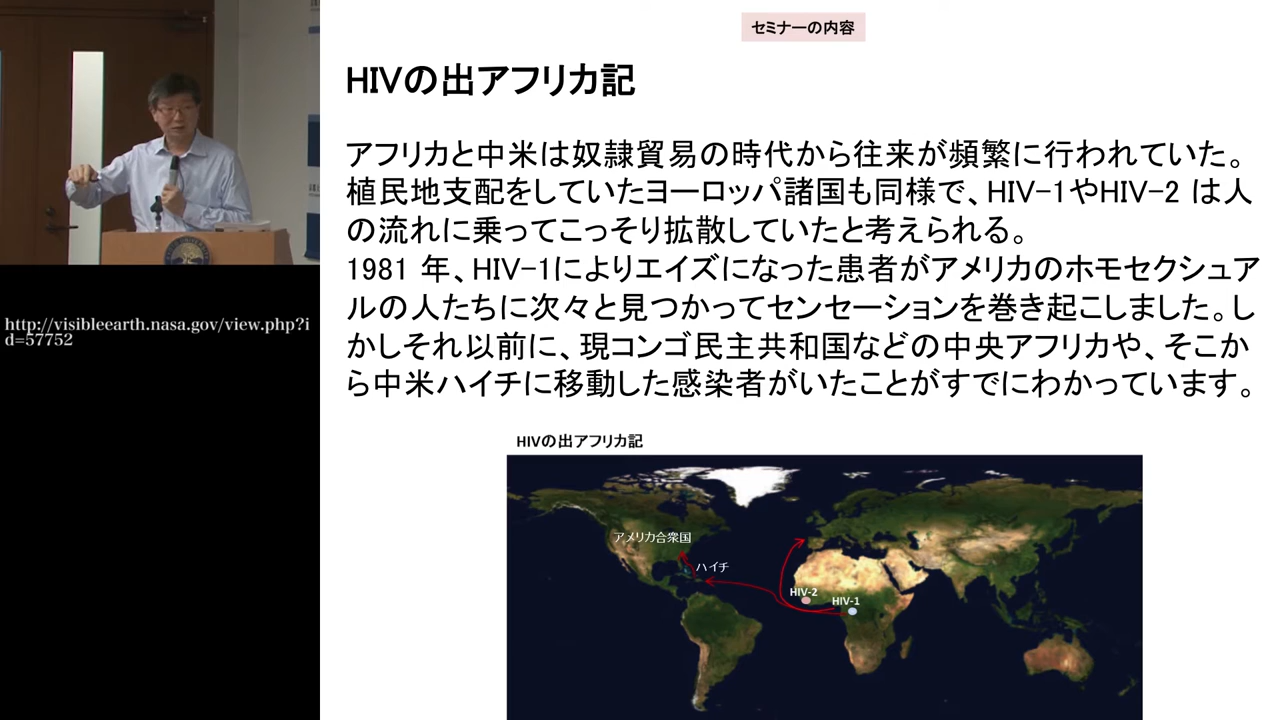 セミナーの内容
HIVの出アフリカ記
アフリカと中米は奴隷貿易の時代から往来が頻繁に行われていた。
植民地支配をしていたヨーロッパ諸国も同様で、HIV-1やHIV-2 は人
の流れに乗ってこっそり拡散していたと考えられる。
1981 年、HIV-1によりエイズになった患者がアメリカのホモセクシュア
ルの人たちに次々と見つかってセンセーションを巻き起こしました。し
かしそれ以前に、現コンゴ民主共和国などの中央アフリカや、そこか
ら中米ハイチに移動した感染者がいたことがすでにわかっています。
http://visibleearth.nasa.gov/view.php?i
d=57752
HIVの出アフリカ記
アメリカ合衆国
ハイチ
HIV-2
HIV-1